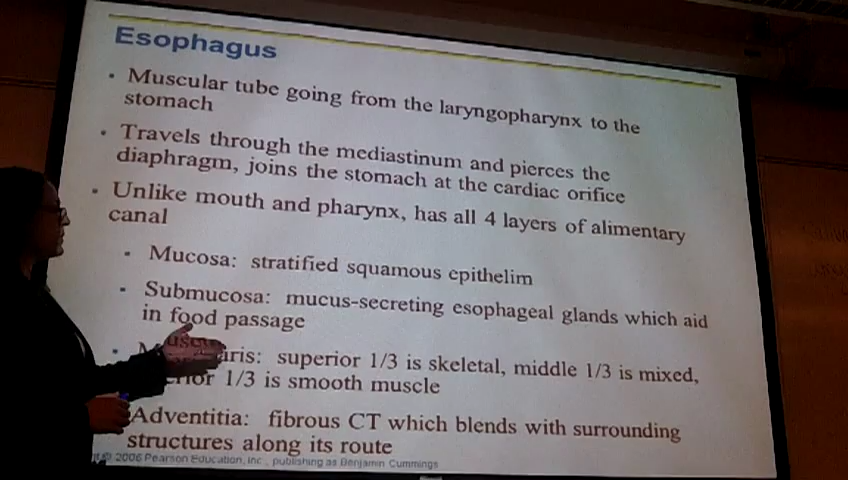 Esophagus
• Muscular tube going from the laryngopharynx to the
stomach
• Travels through the mediastinum and pierces the
diaphragm, joins the stomach at the cardiac orifice
• Unlike mouth and pharynx, has all 4 layers of alimentary
canal
• Mucosa: stratified squamous epithelim
• Submucosa: mucus-secreting esophageal glands which aid
in food passage
• aris: superior 1/3 is skeletal, middle 1/3 is mixed,
rior 1/3 is smooth muscle
Adventitia: fibrous CT which blends with surrounding
structures along its route
© 2006 Pearson Education, Inc., publishing as Benjamin Cummings